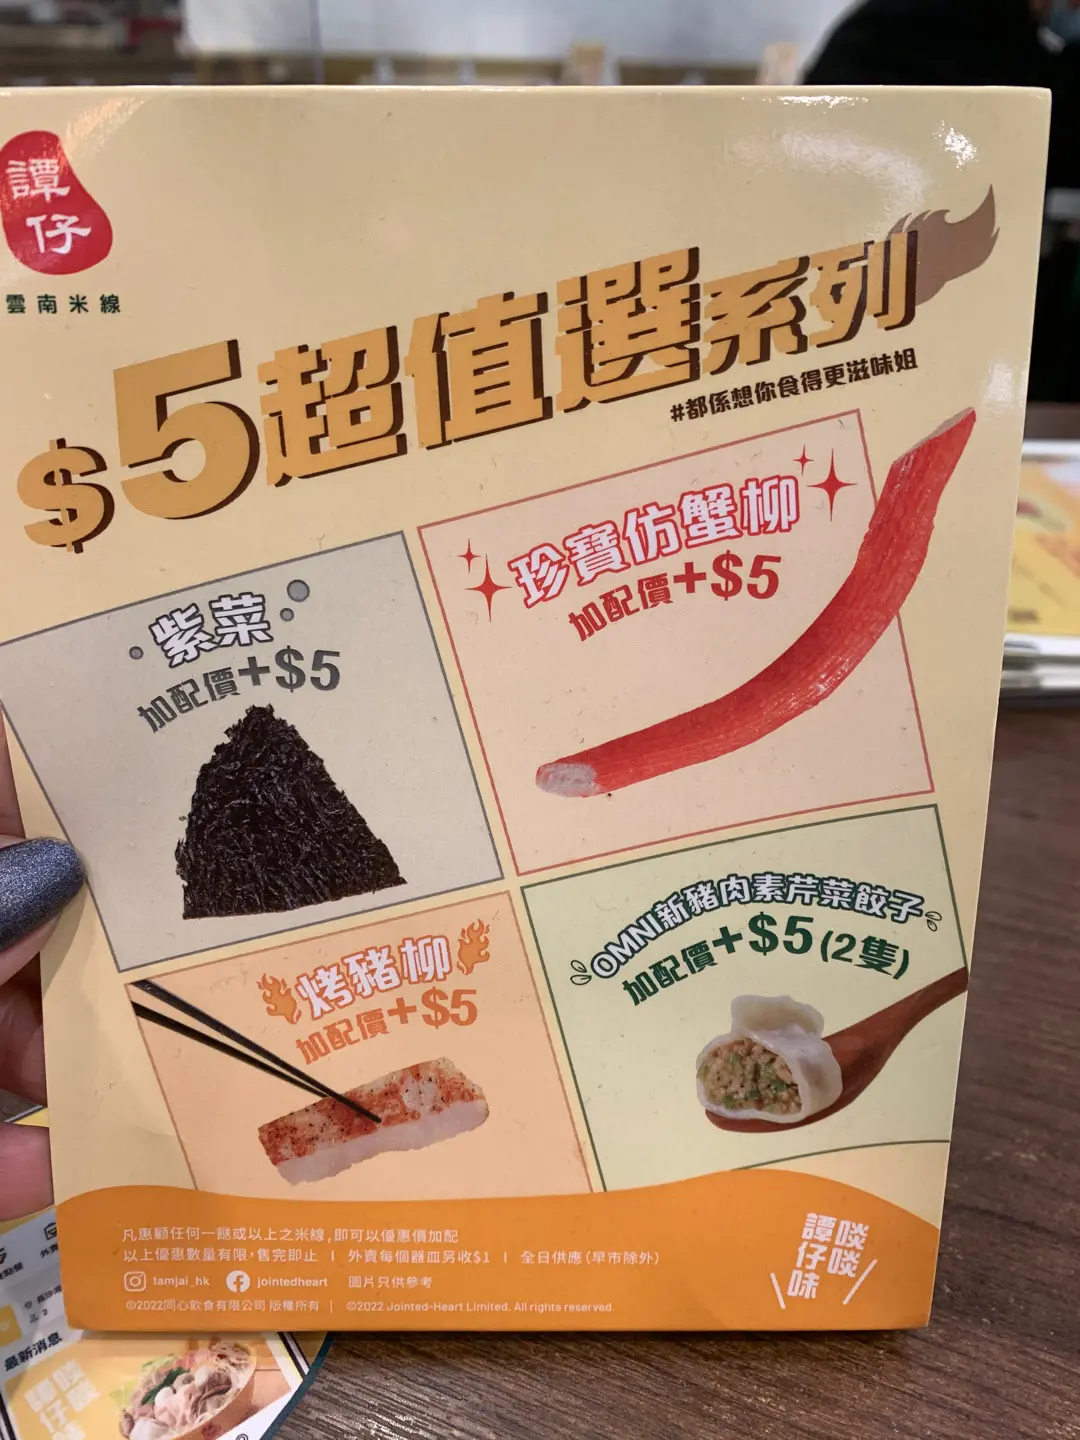 譚仔
雲南米線
$5超值選系列
#都係想你食得更滋味姐
紫菜
加配價+$5
珍寶仿蟹柳
加配價+$5
烤豬柳
加配價+$5
OMNI新豬肉素芹菜餃子
加配價+$5(2隻)
凡惠顧任何一餸或以上之米線,即可以優惠價加配
以上優惠數量有限,售完即止 | 外賣每個器皿另收$1 | 全日供應(早市除外)
tamjai_hk jointedheart 圖片只供參考
©2022同心飲食有限公司 版權所有 | ©2022 Jointed-Heart Limited. All rights reserved.
啖啖
譚仔味
最新消息
啖啖